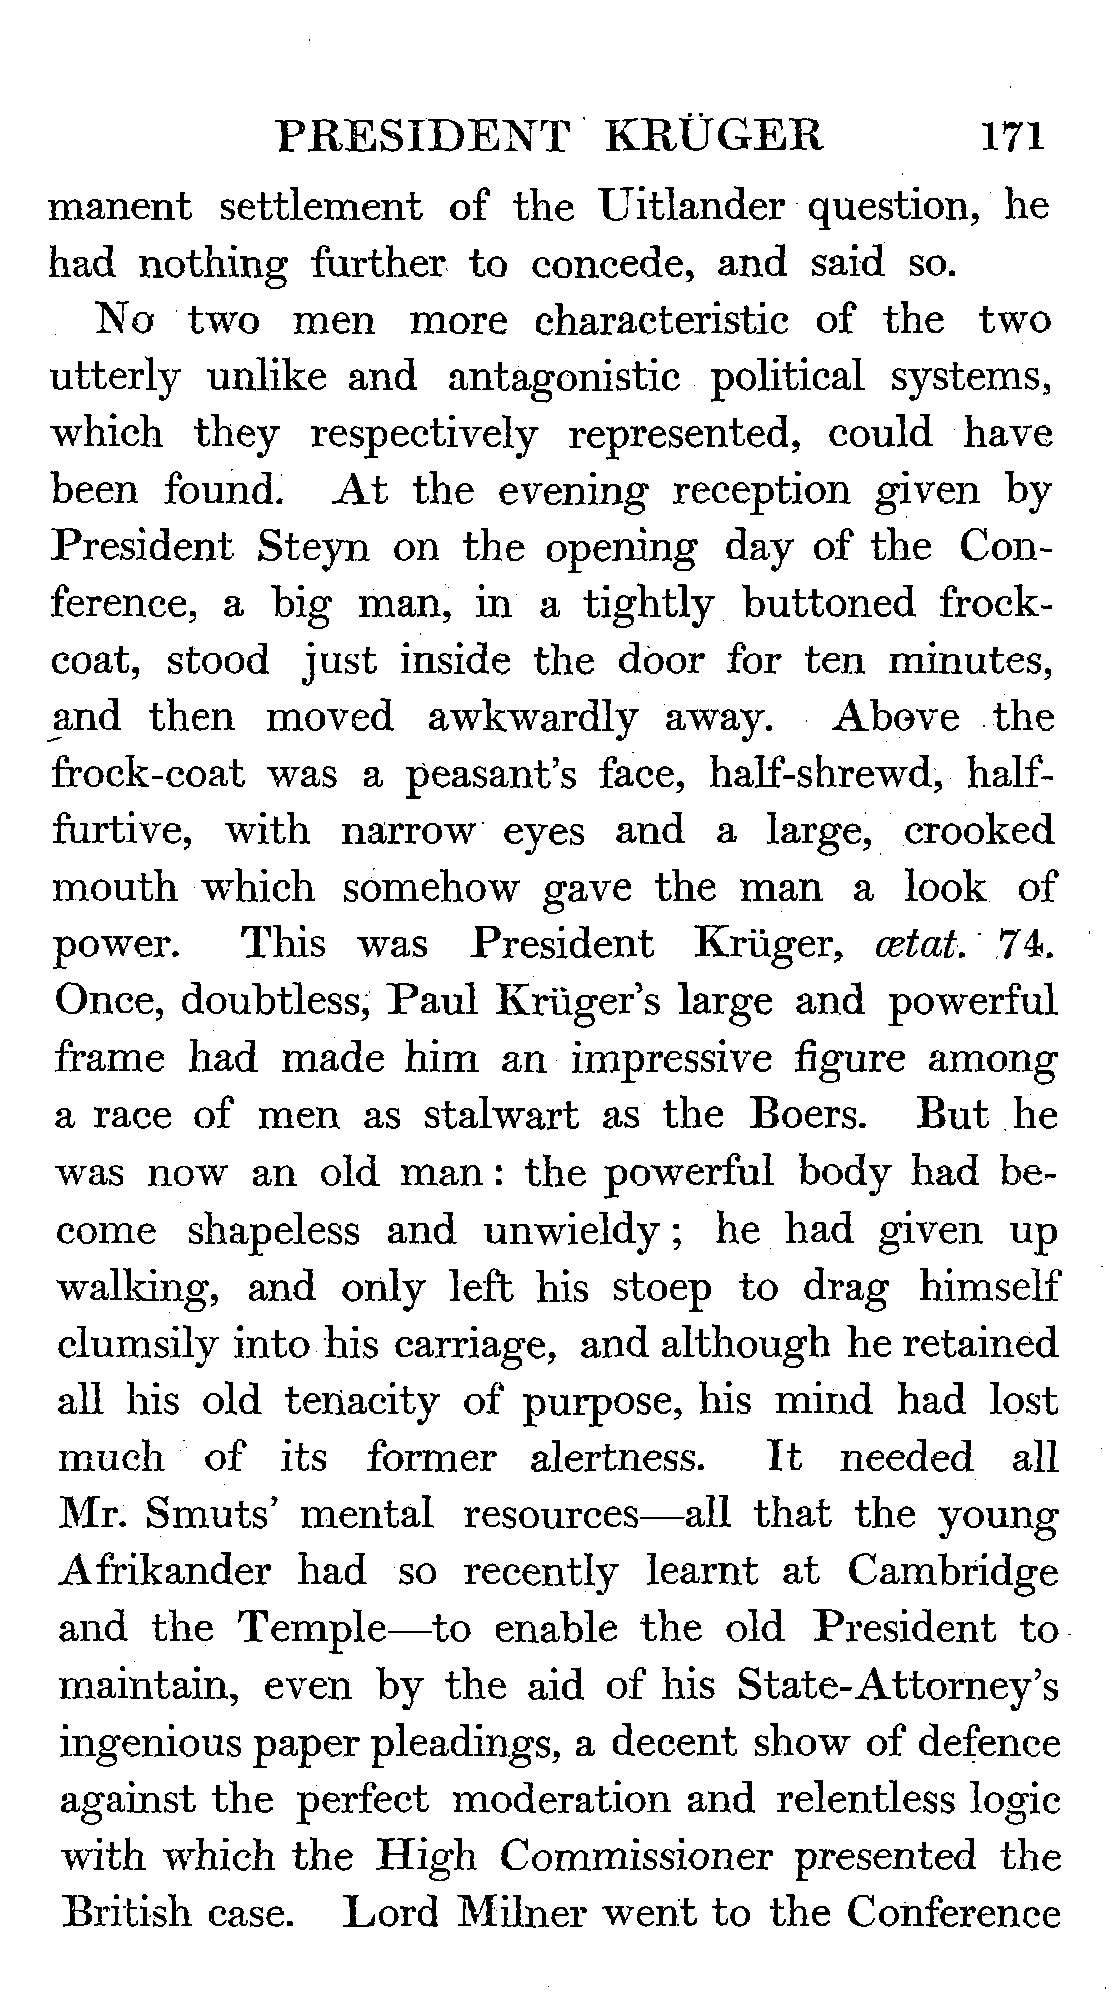 PRESIDENT KRÜGER 171
manent settlement of the Uitlander question, he
had nothing further to concede, and said so.
No two men more characteristic of the two
utterly unlike and antagonistic political systems,
which they respectively represented, could have
been found. At the evening reception given by
President Steyn on the opening day of the Con-
ference, a big man, in a tightly buttoned frock-
coat, stood just inside the door for ten minutes,
and then moved awkwardly away. Above the
frock-coat was a peasant's face, half-shrewd, half-
furtive, with narrow eyes and a large, crooked
mouth which somehow gave the man a look of
power. This was President Krüger, ætat. 74.
Once, doubtless, Paul Krüger's large and powerful
frame had made him an impressive figure among
a race of men as stalwart as the Boers. But he
was now an old man : the powerful body had be-
come shapeless and unwieldy ; he had given up
walking, and only left his stoep to drag himself
clumsily into his carriage, and although he retained
all his old tenacity of purpose, his mind had lost
much of its former alertness. It needed all
Mr. Smuts' mental resources—all that the young
Afrikander had so recently learnt at Cambridge
and the Temple—to enable the old President to
maintain, even by the aid of his State-Attorney's
ingenious paper pleadings, a decent show of defence
against the perfect moderation and relentless logic
with which the High Commissioner presented the
British case. Lord Milner went to the Conference